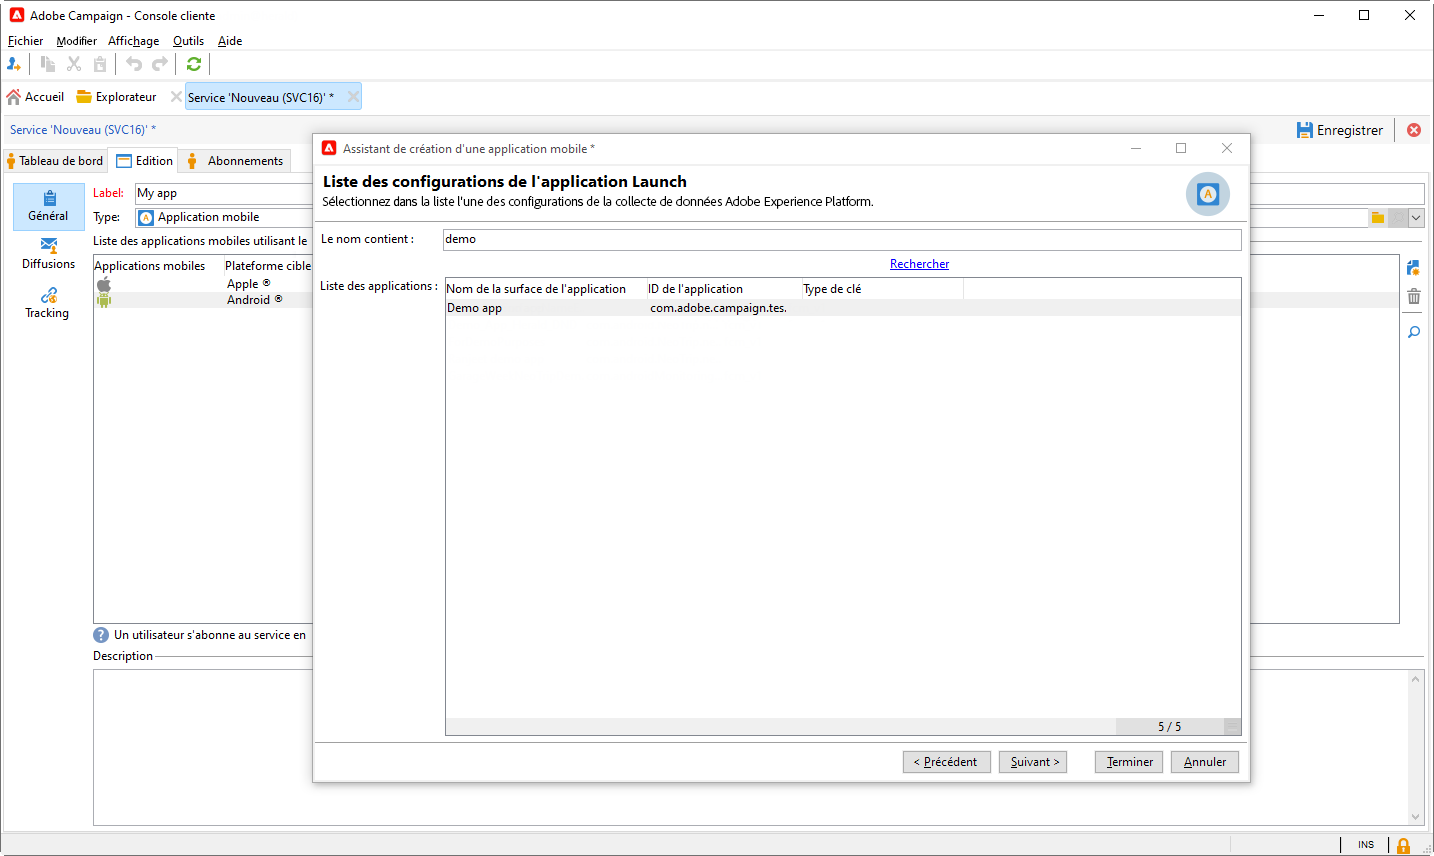 Adobe Campaign - Console cliente
Fichier Modifier Affichage Outils Aide
Accueil Explorateur Service 'Nouveau (SVC16)' *
Service 'Nouveau (SVC16)' *
Enregistrer
Tableau de bord Edition Abonnements
Général
Diffusions
Tracking
Label: My app
Type: Application mobile
Liste des applications mobiles utilisant le
Applications mobiles Plateforme cible
Apple ®
Android ®
Un utilisateur s'abonne au service en
Description
Assistant de création d'une application mobile *
Liste des configurations de l'application Launch
Sélectionnez dans la liste l'une des configurations de la collecte de données Adobe Experience Platform.
Le nom contient : demo
Rechercher
Liste des applications :
Nom de la surface de l'application ID de l'application Type de clé
Demo app com.adobe.campaign.tes.
5 / 5
< Précédent Suivant > Terminer Annuler
INS